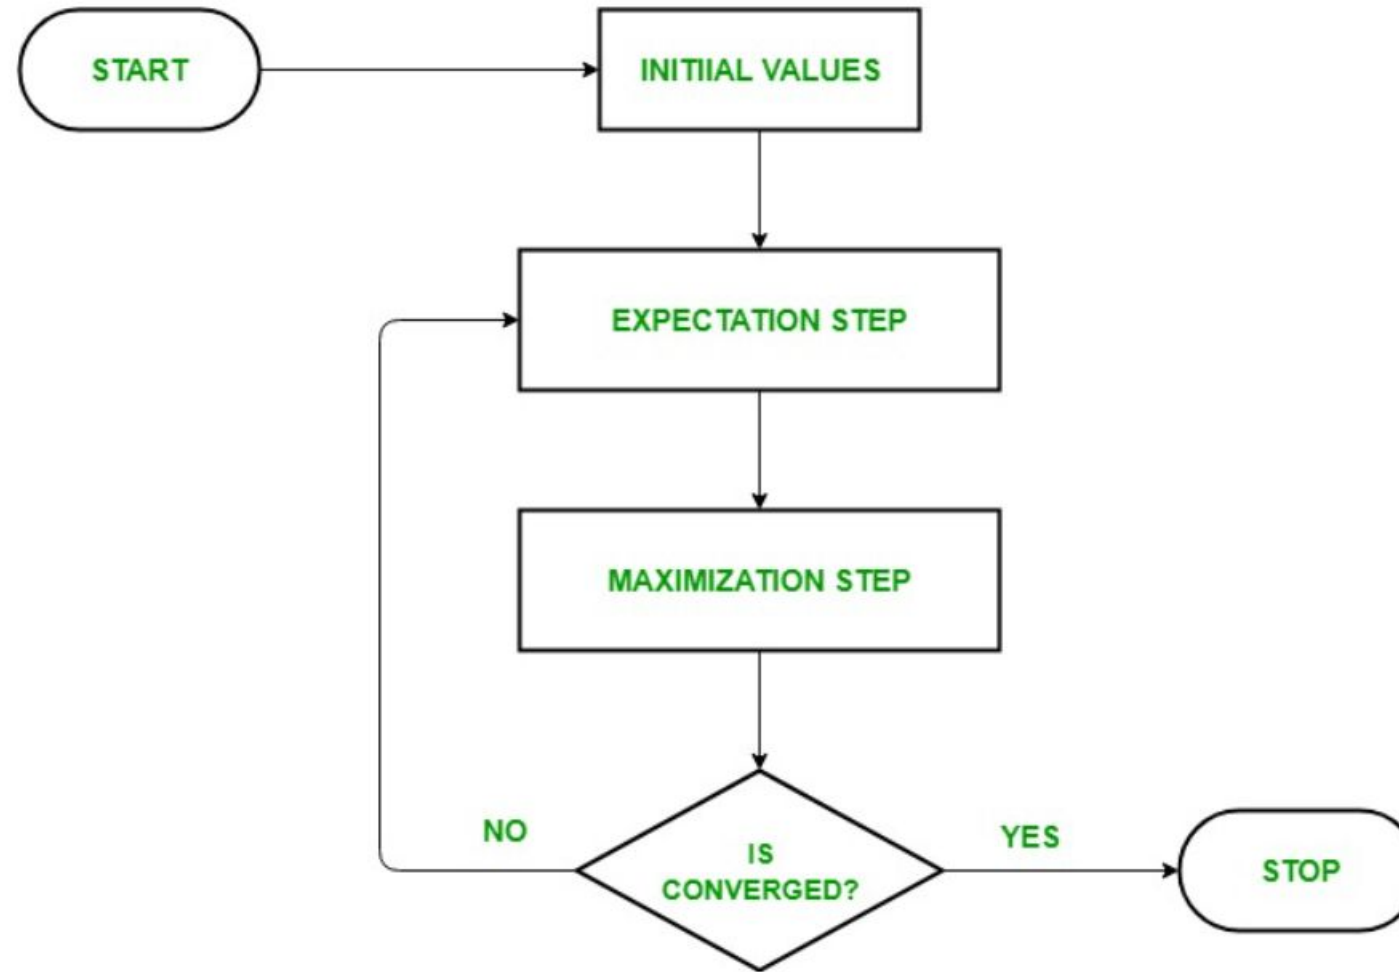 START
INITIIAL VALUES
EXPECTATION STEP
MAXIMIZATION STEP
NO
YES
IS
CONVERGED?
STOP